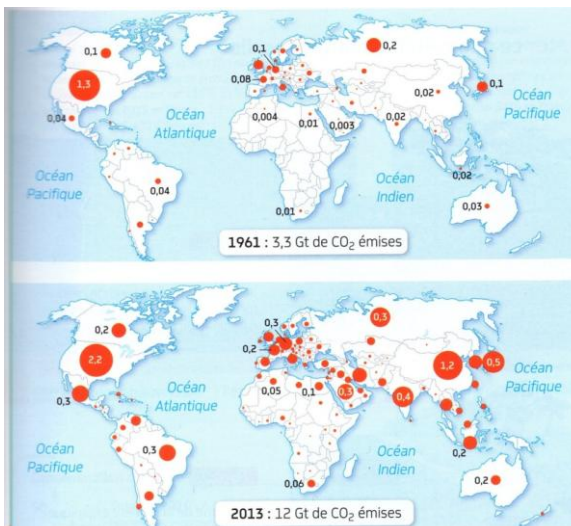 0,1
0,1
0,2
1,3
0,08
0,02
0,1
0,04
Océan
Atlantique
0,004
0,01
0,003
0,02
Océan
Pacifique
0,04
Océan
Pacifique
Océan
Indien
0,02
0,01
0,03
1961 : 3,3 Gt de CO₂ émises
0,2
0,3
0,3
2,2
0,2
1,2
0,5
0,3
Océan
Atlantique
0,05
0,1
0,3
0,4
Océan
Pacifique
0,3
Océan
Pacifique
Océan
Indien
0,2
0,06
0,2
2013 : 12 Gt de CO₂ émises